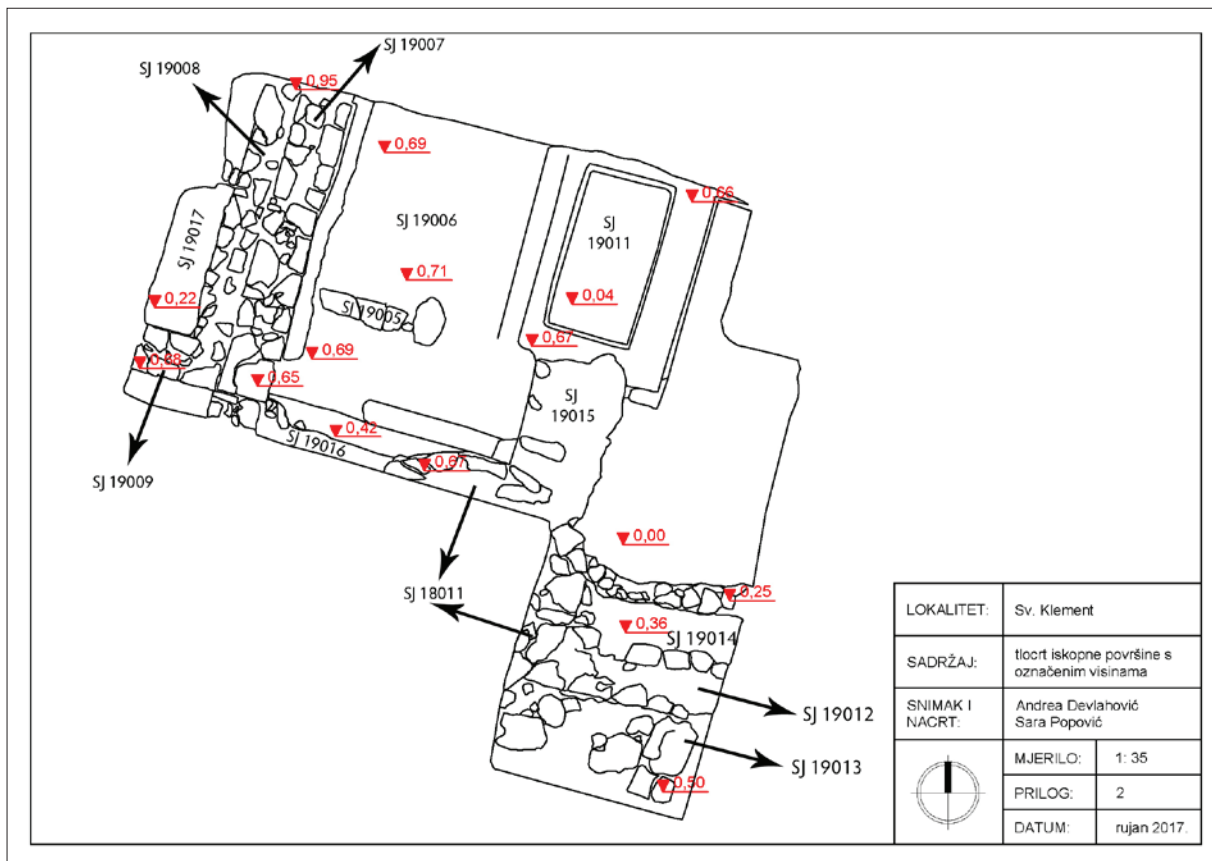 SJ 19007
SJ 19008
0,95
0,69
0,66
SJ 19006
SJ
19011
SJ 19017
0,71
0,22
0,04
SJ 19005
0,67
0,69
0,88
0,65
SJ
19015
0,42
SJ 19016
0,67
SJ 19009
0,00
SJ 18011
0,25
0,36
SJ 19014
SJ 19012
SJ 19013
0,50
LOKALITET: Sv. Klement
SADRŽAJ: tlocrt iskopne površine s
označenim visinama
SNIMAK I
NACRT: Andrea Devlahović
Sara Popović
MJERILO: 1: 35
PRILOG: 2
DATUM: rujan 2017.